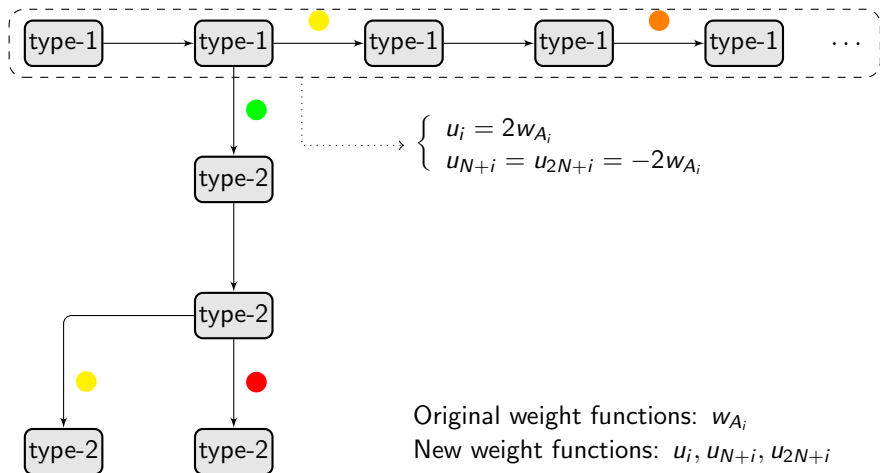 type-1 type-1 type-1 type-1 type-1 ···
u_i = 2w_{A_i}
u_{N+i} = u_{2N+i} = −2w_{A_i}
type-2
type-2
type-2 type-2
Original weight functions: w_{A_i}
New weight functions: u_i, u_{N+i}, u_{2N+i}